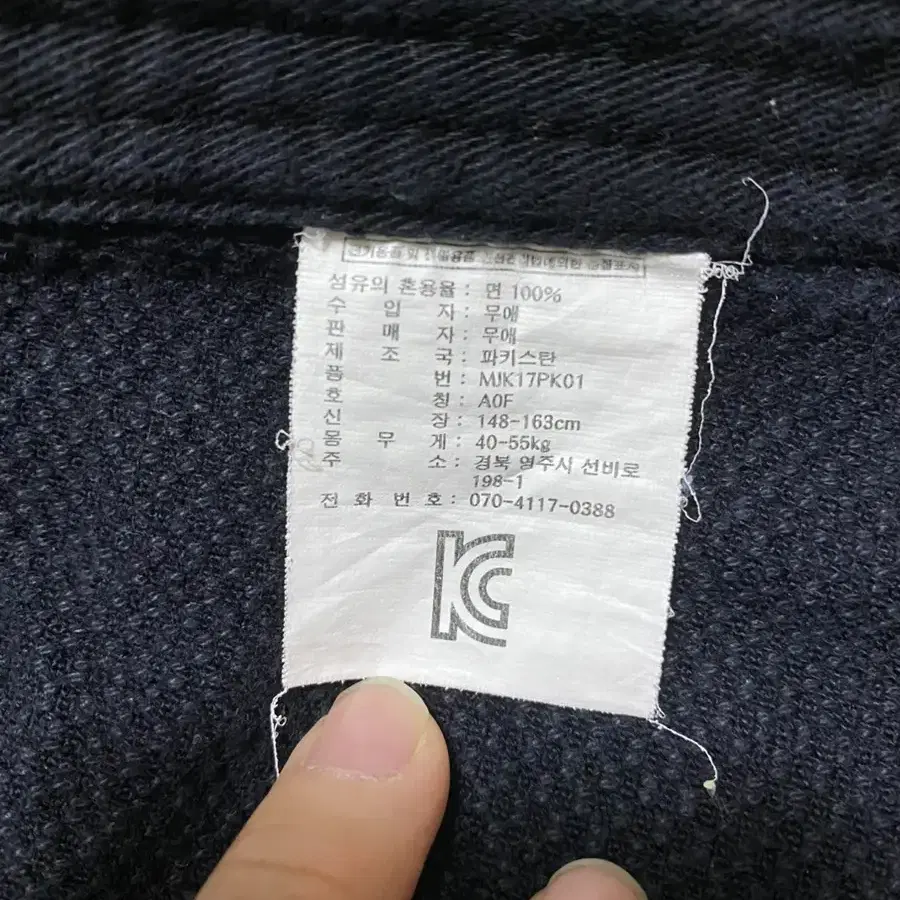 섬유의 혼용율 : 면 100%
수 입 자 : 무애
판 매 자 : 무애
제 조 국 : 파키스탄
품 번 : MJK17PK01
호 칭 : A0F
신 장 : 148-163cm
몸 무 게 : 40-55kg
주 소 : 경북 영주시 선비로
198-1
전 화 번 호 : 070-4117-0388
KC